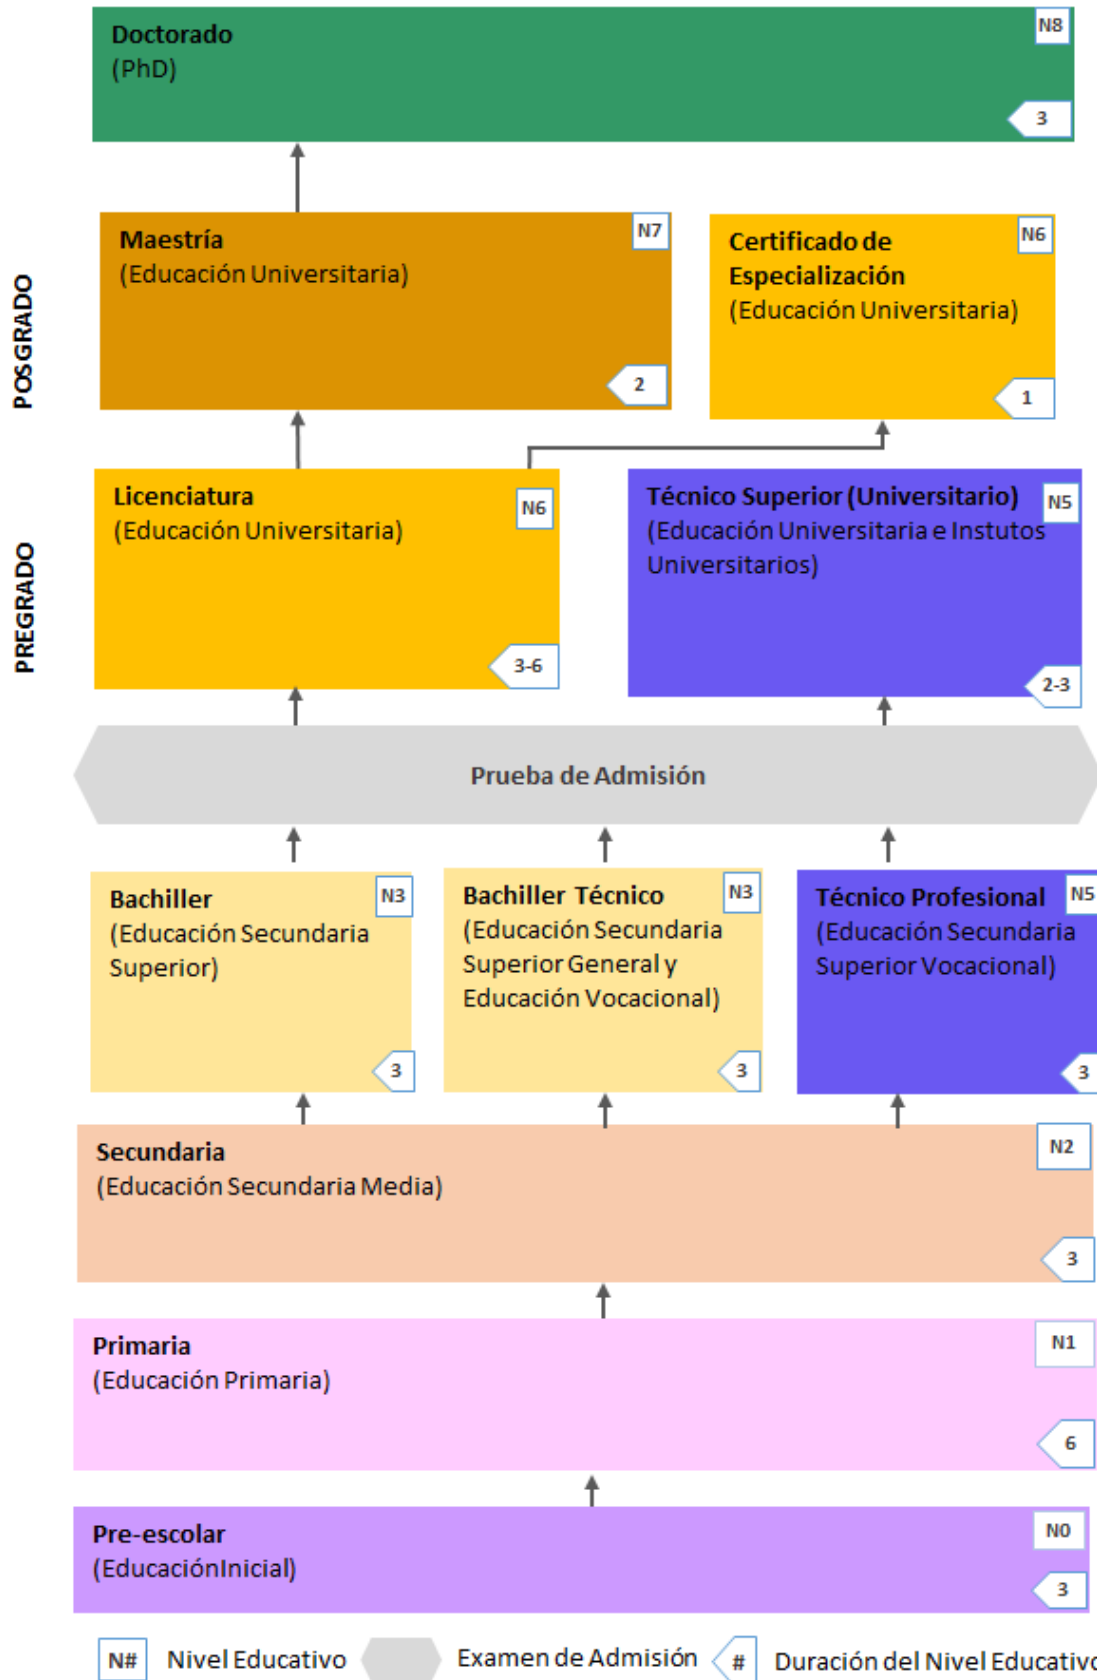 Doctorado
(PhD)
N8
3
POSGRADO
Maestría
(Educación Universitaria)
N7
2
Certificado de
Especialización
(Educación Universitaria)
N6
1
PREGRADO
Licenciatura
(Educación Universitaria)
N6
3-6
Técnico Superior (Universitario)
(Educación Universitaria e Instutos
Universitarios)
N5
2-3
Prueba de Admisión
Bachiller
(Educación Secundaria
Superior)
N3
3
Bachiller Técnico
(Educación Secundaria
Superior General y
Educación Vocacional)
N3
3
Técnico Profesional
(Educación Secundaria
Superior Vocacional)
N5
3
Secundaria
(Educación Secundaria Media)
N2
3
Primaria
(Educación Primaria)
N1
6
Pre-escolar
(EducaciónInicial)
N0
3
N# Nivel Educativo
Examen de Admisión
# Duración del Nivel Educativo